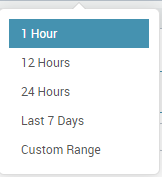 1 Hour
12 Hours
24 Hours
Last 7 Days
Custom Range